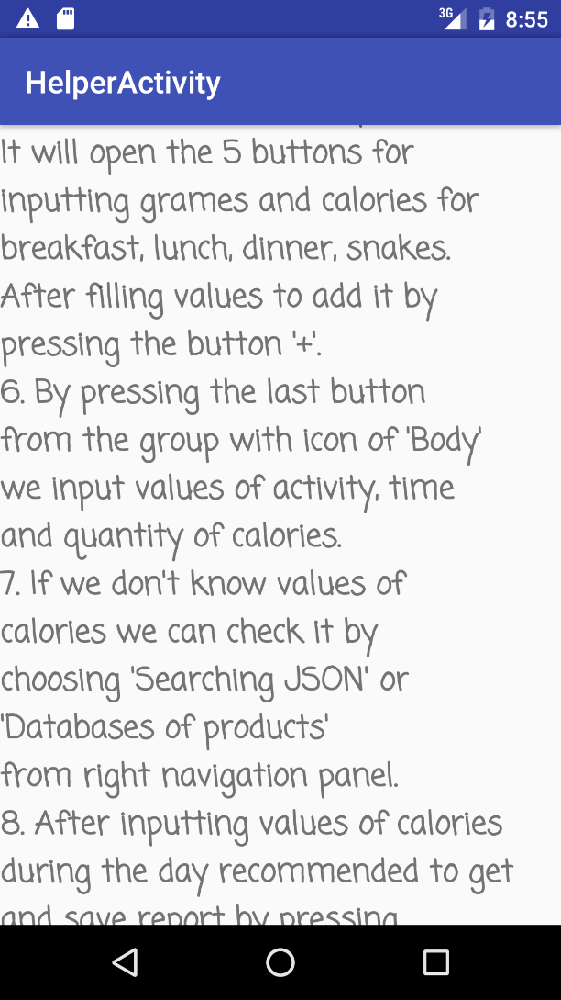 3G 8:55
HelperActivity
It will open the 5 buttons for
inputting grames and calories for
breakfast, lunch, dinner, snakes.
After filling values to add it by
pressing the button '+'.
6. By pressing the last button
from the group with icon of 'Body'
we input values of activity, time
and quantity of calories.
7. If we don't know values of
calories we can check it by
choosing 'Searching JSON' or
'Databases of products'
from right navigation panel.
8. After inputting values of calories
during the day recommended to get
and save report by pressing